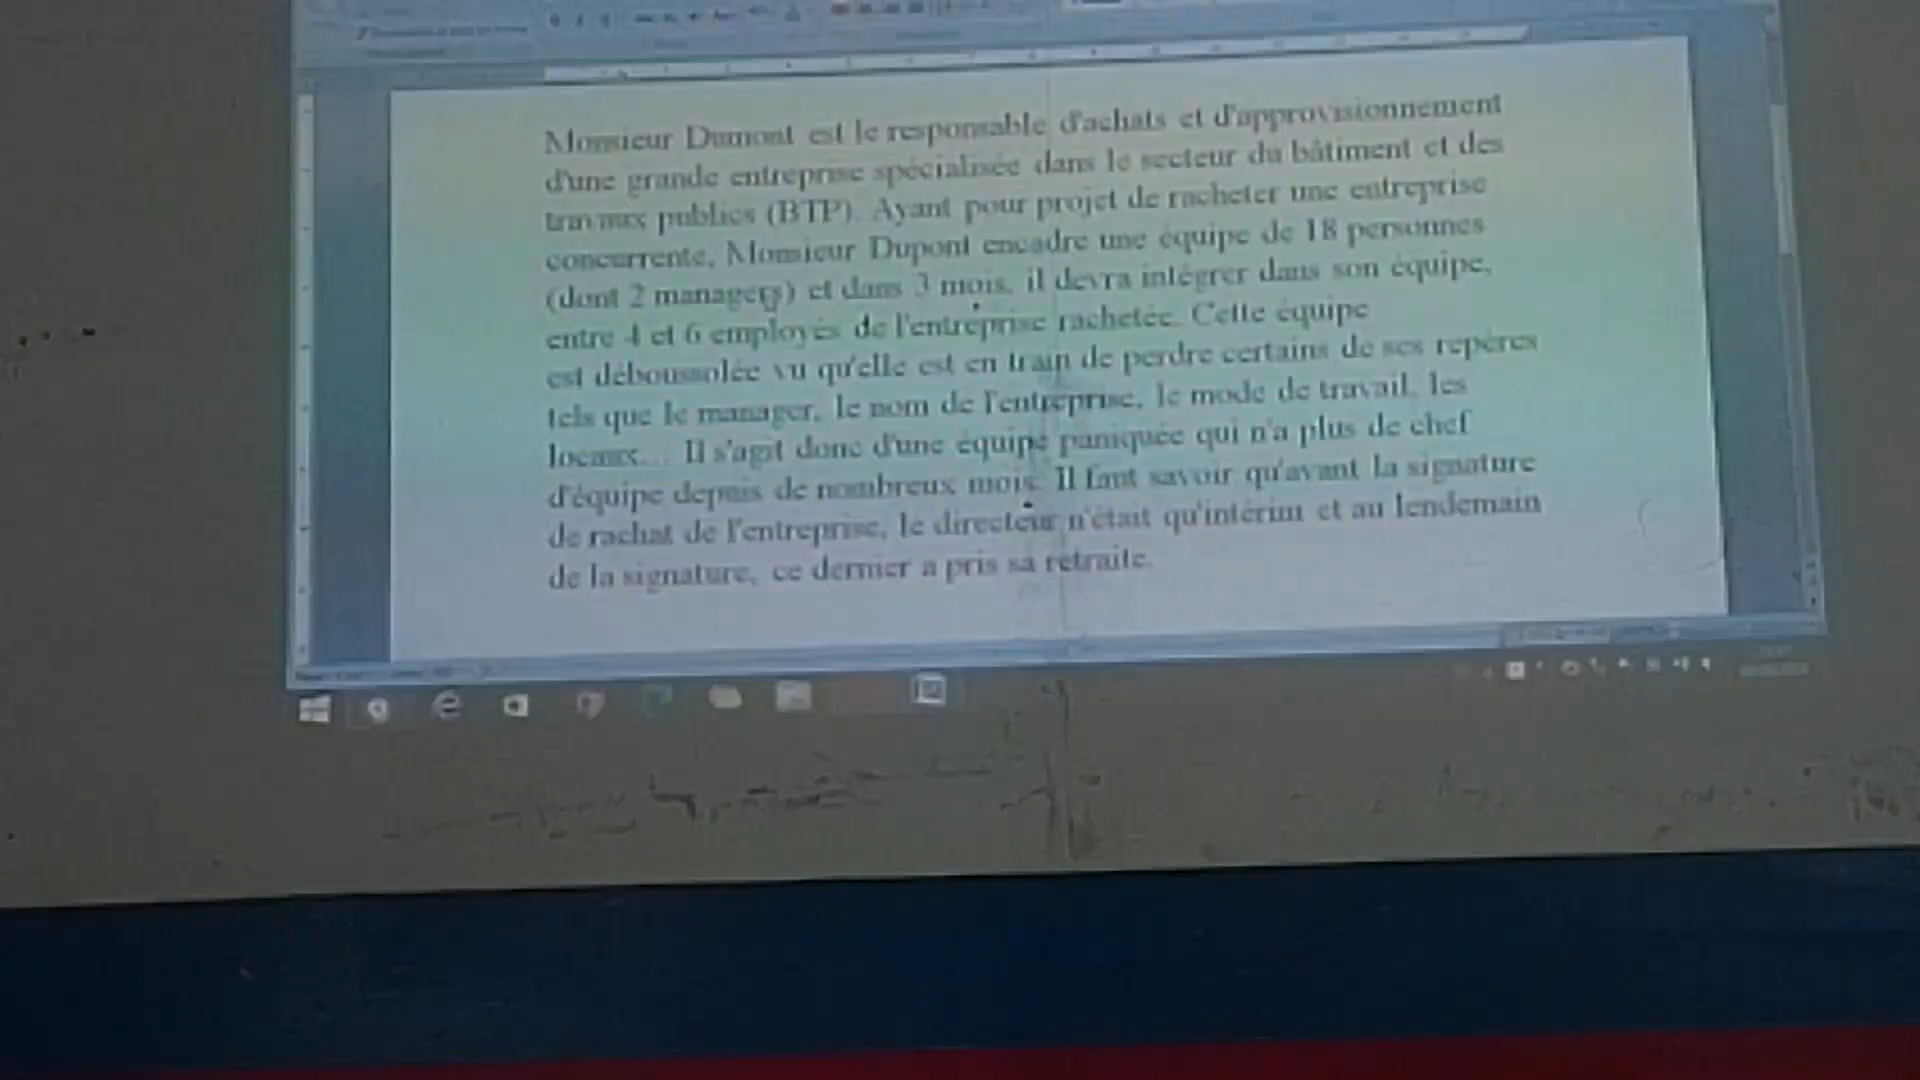 Monsieur Dumont est le responsable d'achats et d'approvisionnement
d'une grande entreprise spécialisée dans le secteur du bâtiment et des
travaux publics (BTP). Ayant pour projet de racheter une entreprise
concurrente, Monsieur Dupont encadre une équipe de 18 personnes
(dont 2 managers) et dans 3 mois, il devra intégrer dans son équipe,
entre 4 et 6 employés de l'entreprise rachetée. Cette équipe
est déboussolée vu qu'elle est en train de perdre certains de ses repères
tels que le manager, le nom de l'entreprise, le mode de travail, les
locaux... Il s'agit donc d'une équipe paniquée qui n'a plus de chef
d'équipe depuis de nombreux mois. Il faut savoir qu'avant la signature
de rachat de l'entreprise, le directeur n'était qu'intérim et au lendemain
de la signature, ce dernier a pris sa retraite.